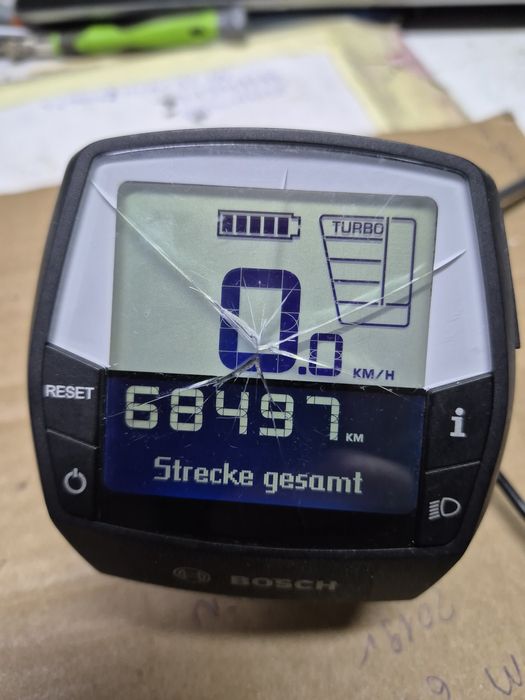 TURBO
0.0 KM/H
RESET
68497 KM
i
Strecke gesamt
BOSCH